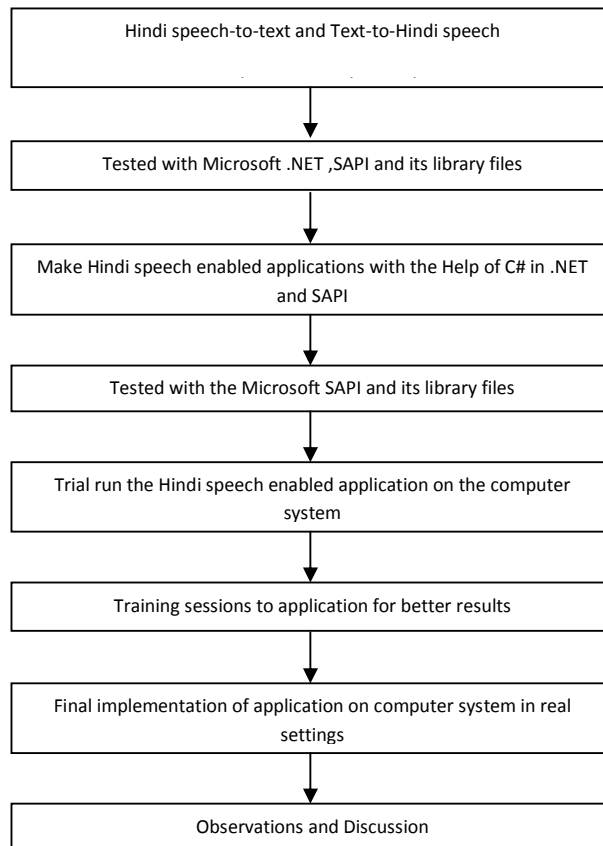 Hindi speech-to-text and Text-to-Hindi speech
Tested with Microsoft .NET ,SAPI and its library files
Make Hindi speech enabled applications with the Help of C# in .NET
and SAPI
Tested with the Microsoft SAPI and its library files
Trial run the Hindi speech enabled application on the computer
system
Training sessions to application for better results
Final implementation of application on computer system in real
settings
Observations and Discussion